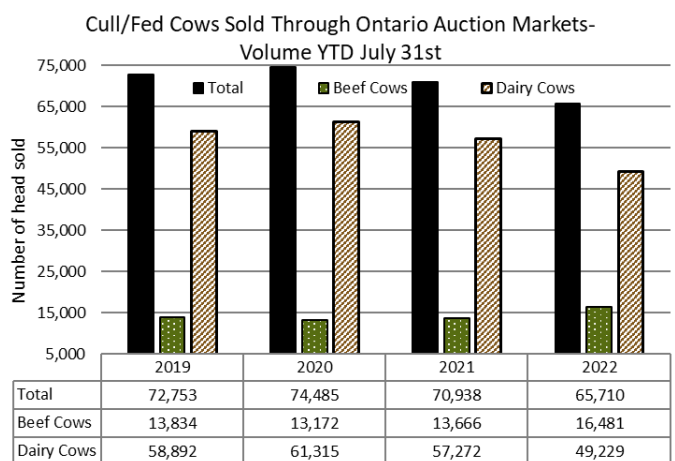 Cull/Fed Cows Sold Through Ontario Auction Markets-
Volume YTD July 31st
75,000
65,000
55,000
45,000
35,000
25,000
15,000
5,000
Number of head sold
Total Beef Cows Dairy Cows
2019 2020 2021 2022
Total 72,753 74,485 70,938 65,710
Beef Cows 13,834 13,172 13,666 16,481
Dairy Cows 58,892 61,315 57,272 49,229